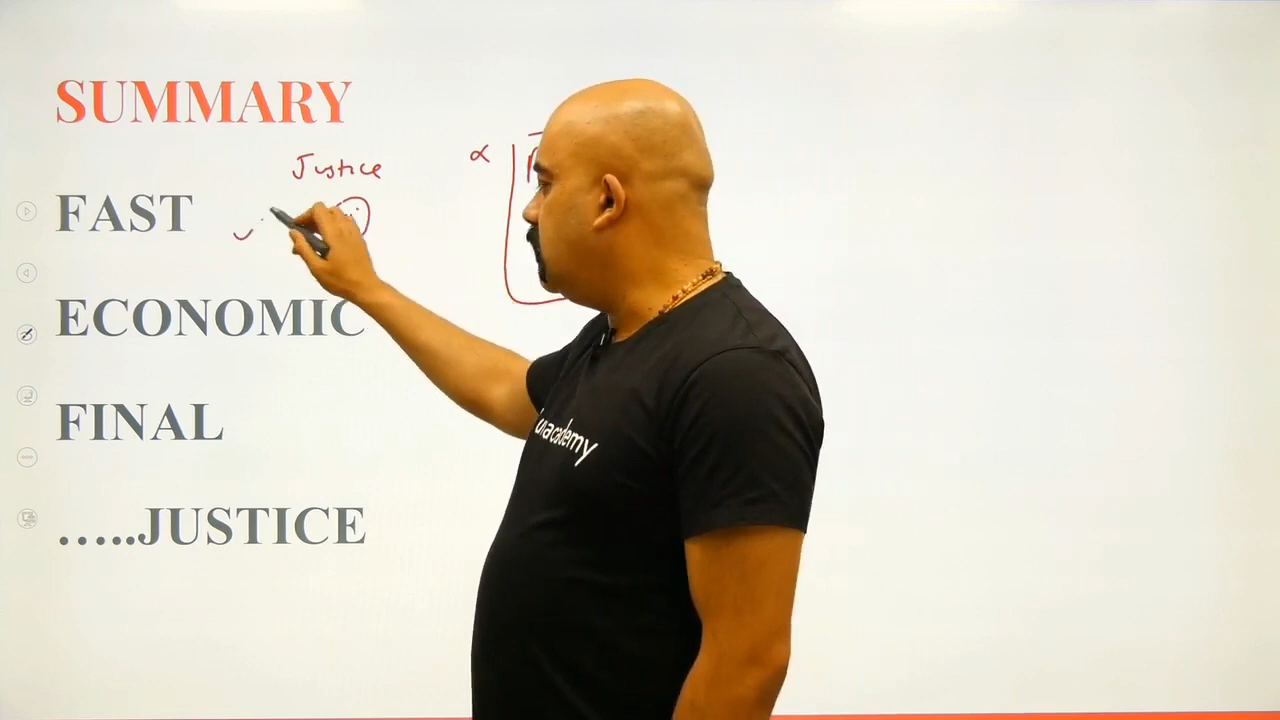 SUMMARY
Justice
∝
FAST
ECONOMIC
FINAL
…..JUSTICE